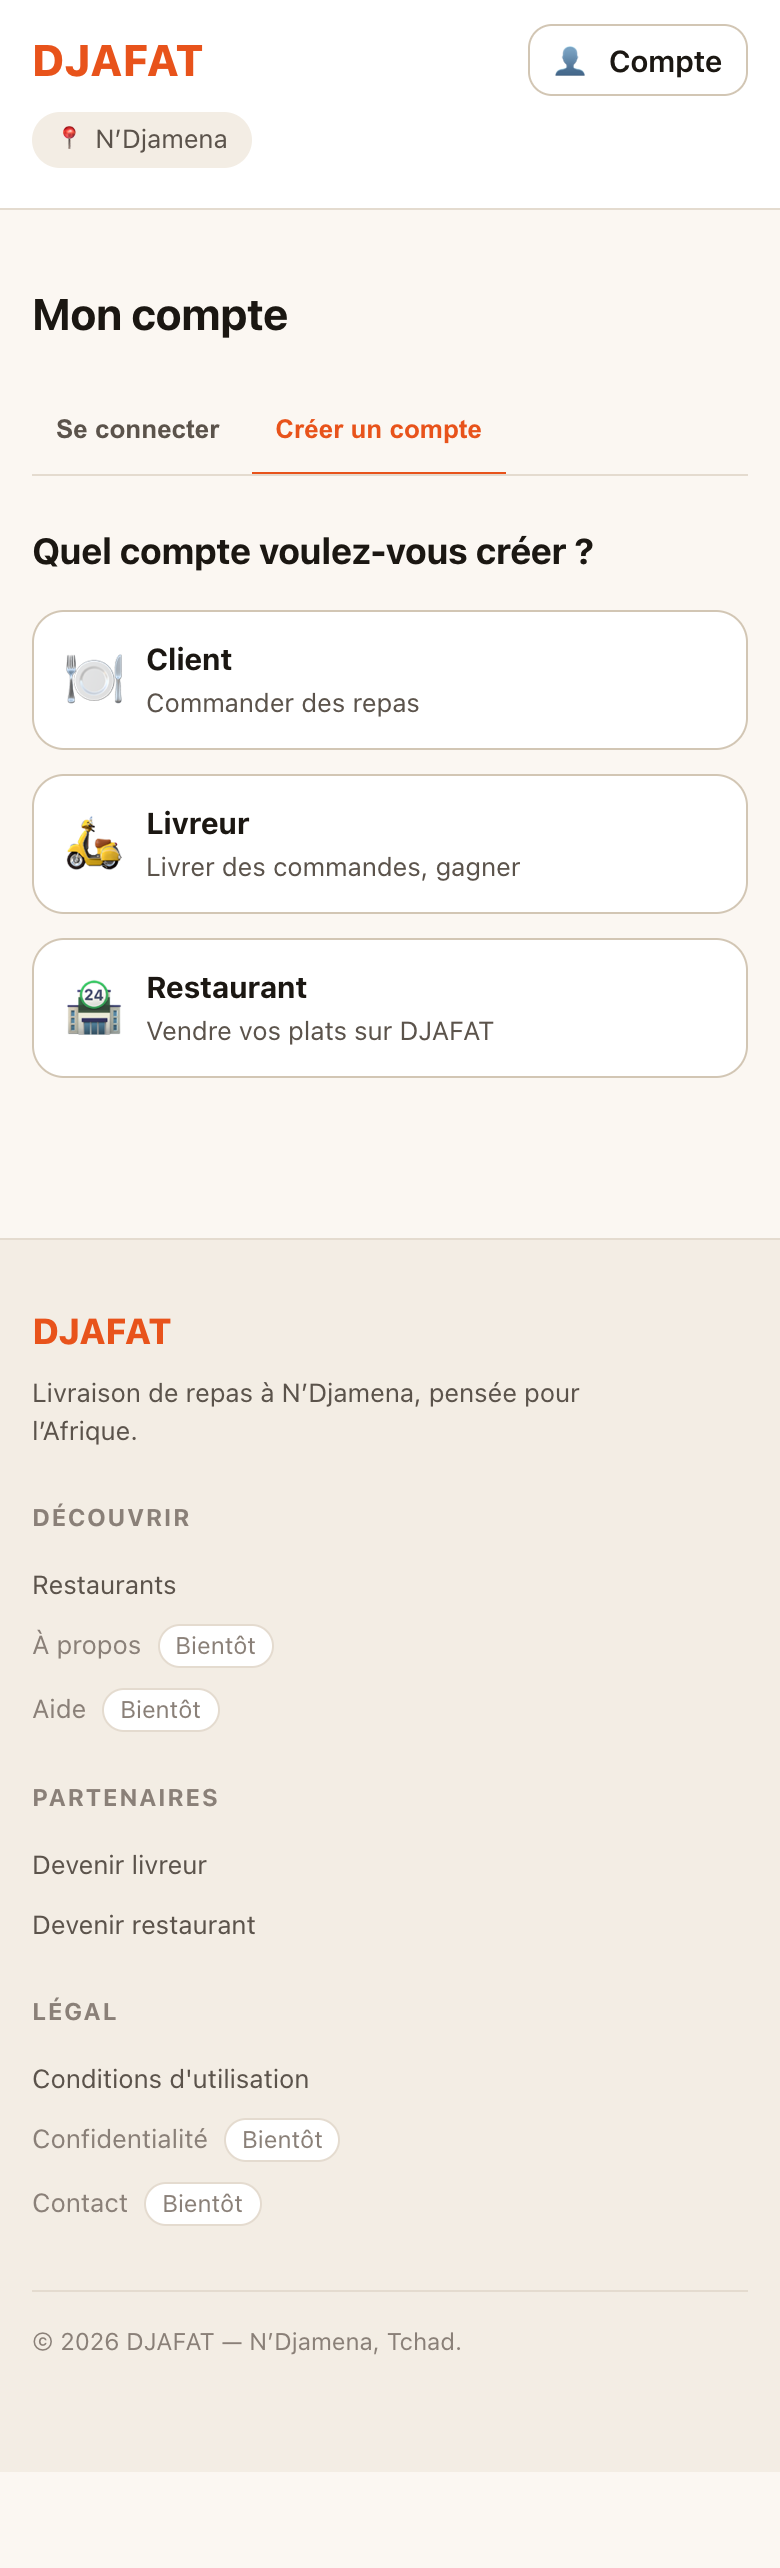 DJAFAT
Compte
N’Djamena
Mon compte
Se connecter
Créer un compte
Quel compte voulez-vous créer ?
Client
Commander des repas
Livreur
Livrer des commandes, gagner
24
Restaurant
Vendre vos plats sur DJAFAT
DJAFAT
Livraison de repas à N’Djamena, pensée pour
l’Afrique.
DÉCOUVRIR
Restaurants
À propos Bientôt
Aide Bientôt
PARTENAIRES
Devenir livreur
Devenir restaurant
LÉGAL
Conditions d'utilisation
Confidentialité Bientôt
Contact Bientôt
© 2026 DJAFAT — N’Djamena, Tchad.